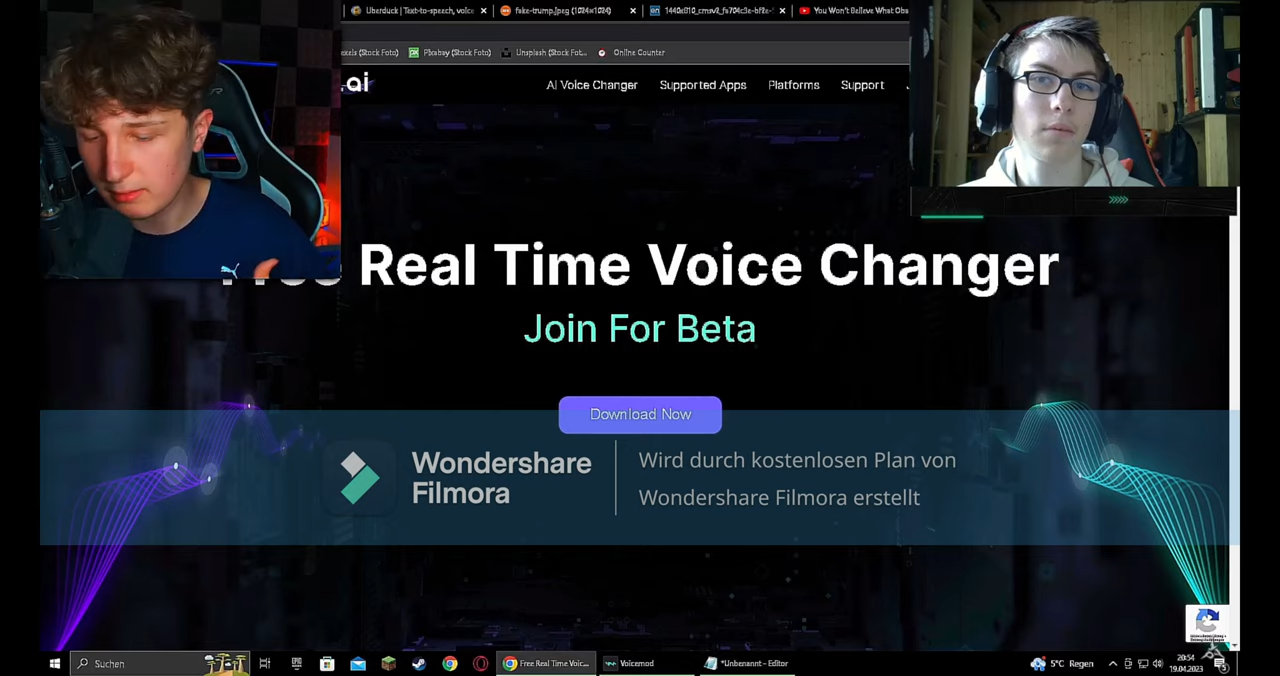 Uberduck | Text-to-speech, voice
fake-trump.jpeg (1024×1024)
You Won't Believe What Obs
(Stock Foto)
Pixabay (Stock Foto)
Unsplash (Stock Fot...
Online Counter
.ai
AI Voice Changer
Supported Apps
Platforms
Support
Real Time Voice Changer
Join For Beta
Download Now
Wondershare
Filmora
Wird durch kostenlosen Plan von
Wondershare Filmora erstellt
Suchen
Free Real Time Voic...
Voicemod
*Unbenannt - Editor
5°C Regen
20:54
19.04.2023